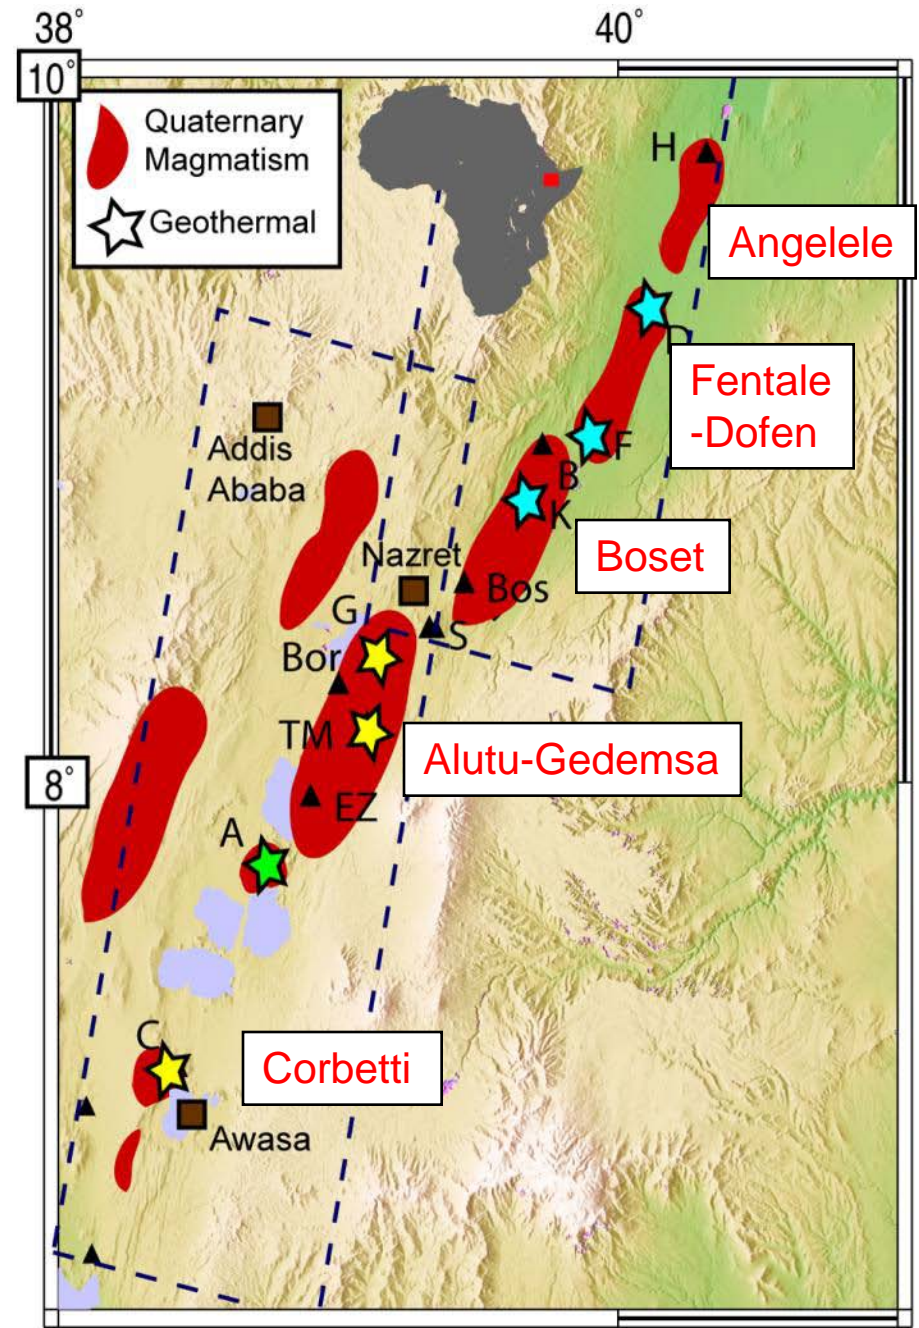 38°
40°
10°
Quaternary
Magmatism
Geothermal
H
Angelele
D
Fentale
-Dofen
Addis
Ababa
F
B
K
Nazret
Boset
Bos
G
S
Bor
TM
Alutu-Gedemsa
8°
EZ
A
C
Corbetti
Awasa